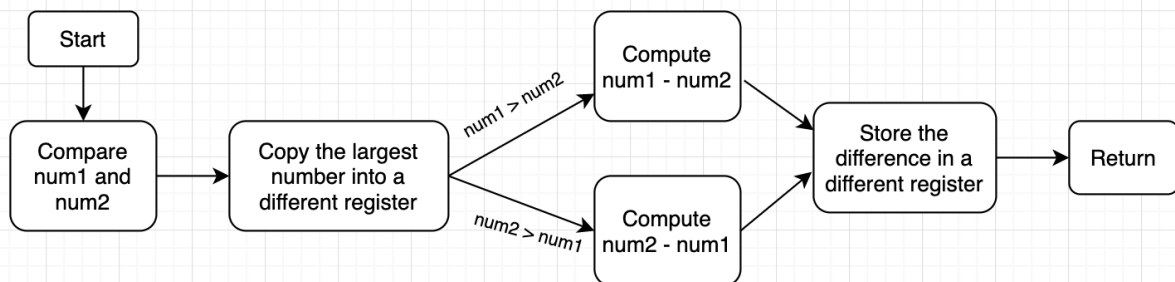 Start
Compare
num1 and
num2
Copy the largest
number into a
different register
num1 > num2
num2 > num1
Compute
num1 - num2
Compute
num2 - num1
Store the
difference in a
different register
Return